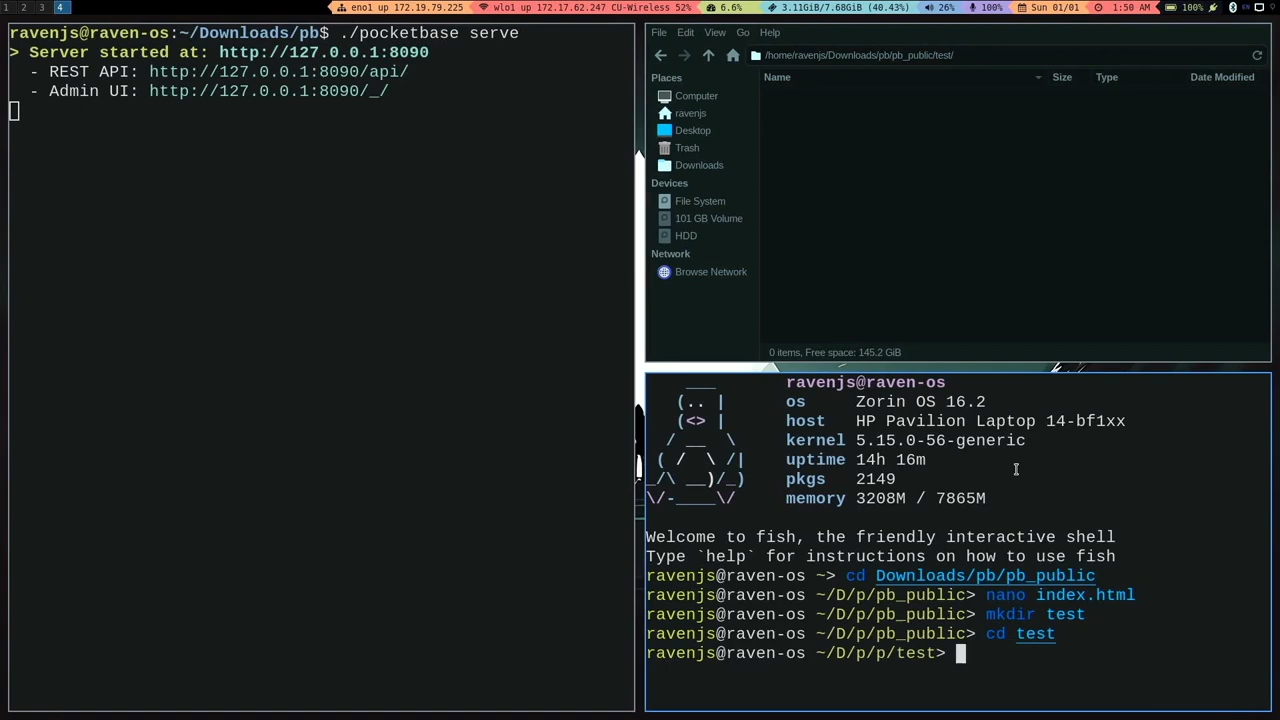 1 2 3 4
eno1 up 172.19.79.225 wlo1 up 172.17.62.247 CU-Wireless 52% 6.6% 3.11GiB/7.68GiB (40.43%) 26% 100% Sun 01/01 1:50 AM 100% EN
ravenjs@raven-os:~/Downloads/pb$ ./pocketbase serve
> Server started at: http://127.0.0.1:8090
- REST API: http://127.0.0.1:8090/api/
- Admin UI: http://127.0.0.1:8090/_/
File Edit View Go Help
/home/ravenjs/Downloads/pb/pb_public/test/
Places
Computer
ravenjs
Desktop
Trash
Downloads
Devices
File System
101 GB Volume
HDD
Network
Browse Network
Name Size Type Date Modified
0 items, Free space: 145.2 GiB
___ ravenjs@raven-os
(.. | os Zorin OS 16.2
(<> | host HP Pavilion Laptop 14-bf1xx
/ __ \ kernel 5.15.0-56-generic
( / \ /| uptime 14h 16m
_/\ __)/_) pkgs 2149
\/-____\/ memory 3208M / 7865M
Welcome to fish, the friendly interactive shell
Type `help` for instructions on how to use fish
ravenjs@raven-os ~> cd Downloads/pb/pb_public
ravenjs@raven-os ~/D/p/pb_public> nano index.html
ravenjs@raven-os ~/D/p/pb_public> mkdir test
ravenjs@raven-os ~/D/p/pb_public> cd test
ravenjs@raven-os ~/D/p/p/test>